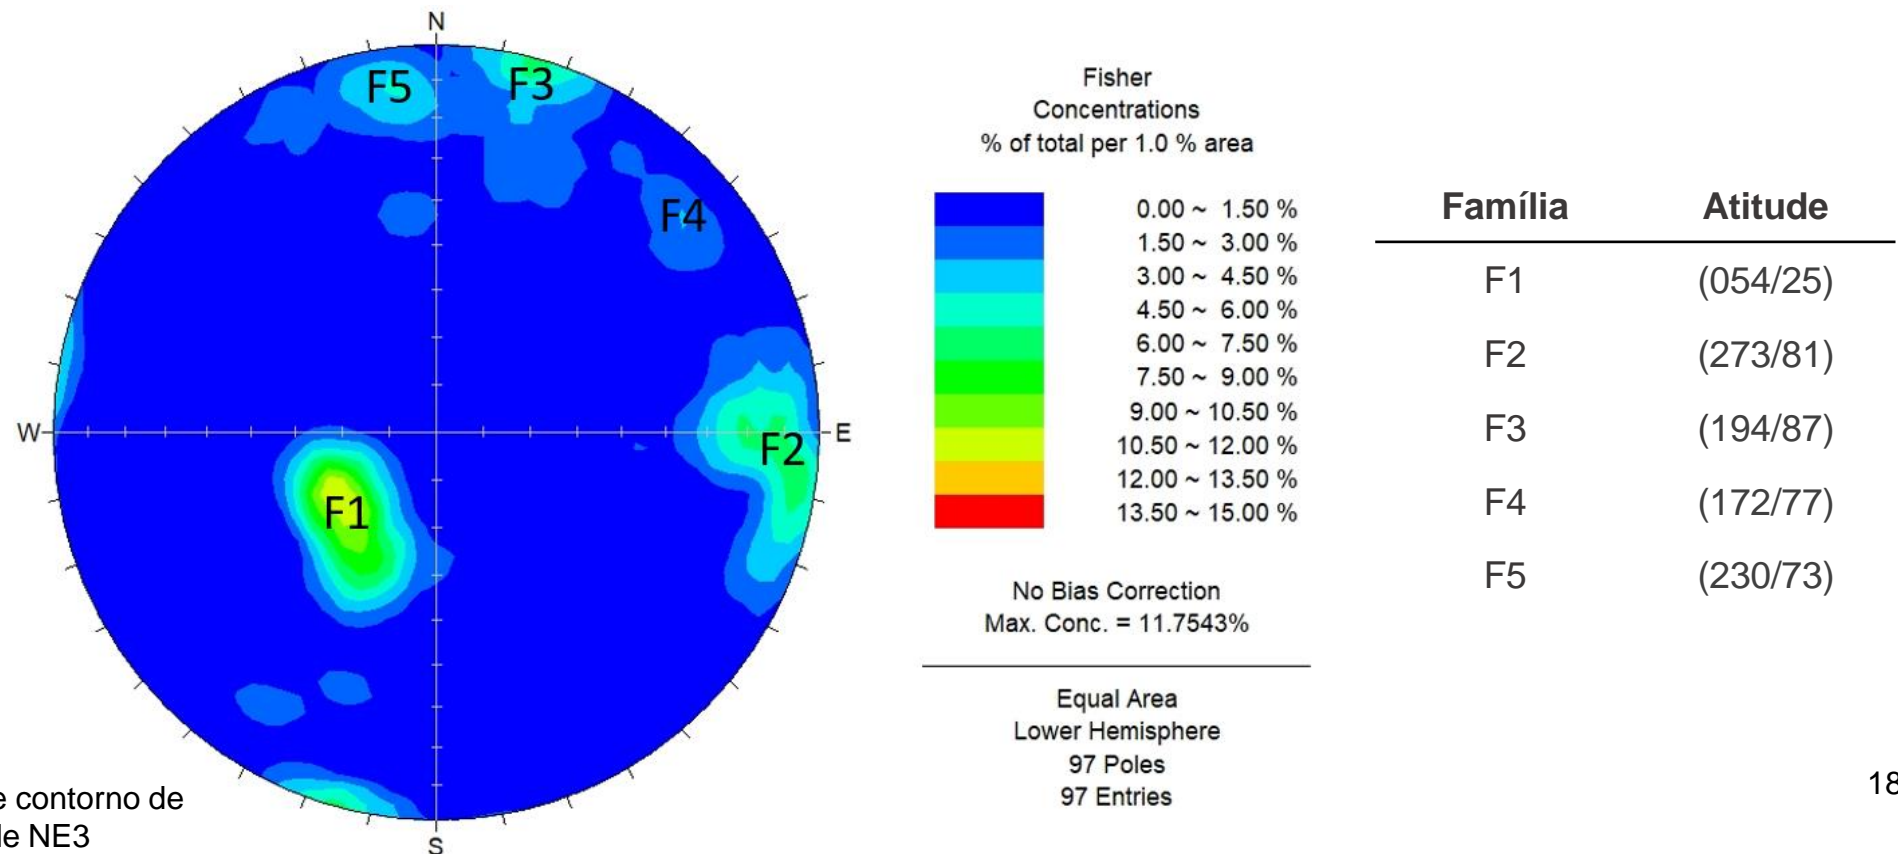 N
F5
F3
F4
W
E
F2
F1
S
Fisher
Concentrations
% of total per 1.0 % area
0.00 ~ 1.50 %
1.50 ~ 3.00 %
3.00 ~ 4.50 %
4.50 ~ 6.00 %
6.00 ~ 7.50 %
7.50 ~ 9.00 %
9.00 ~ 10.50 %
10.50 ~ 12.00 %
12.00 ~ 13.50 %
13.50 ~ 15.00 %
No Bias Correction
Max. Conc. = 11.7543%
Equal Area
Lower Hemisphere
97 Poles
97 Entries
Família Atitude
F1 (054/25)
F2 (273/81)
F3 (194/87)
F4 (172/77)
F5 (230/73)
contorno de
NE3
18